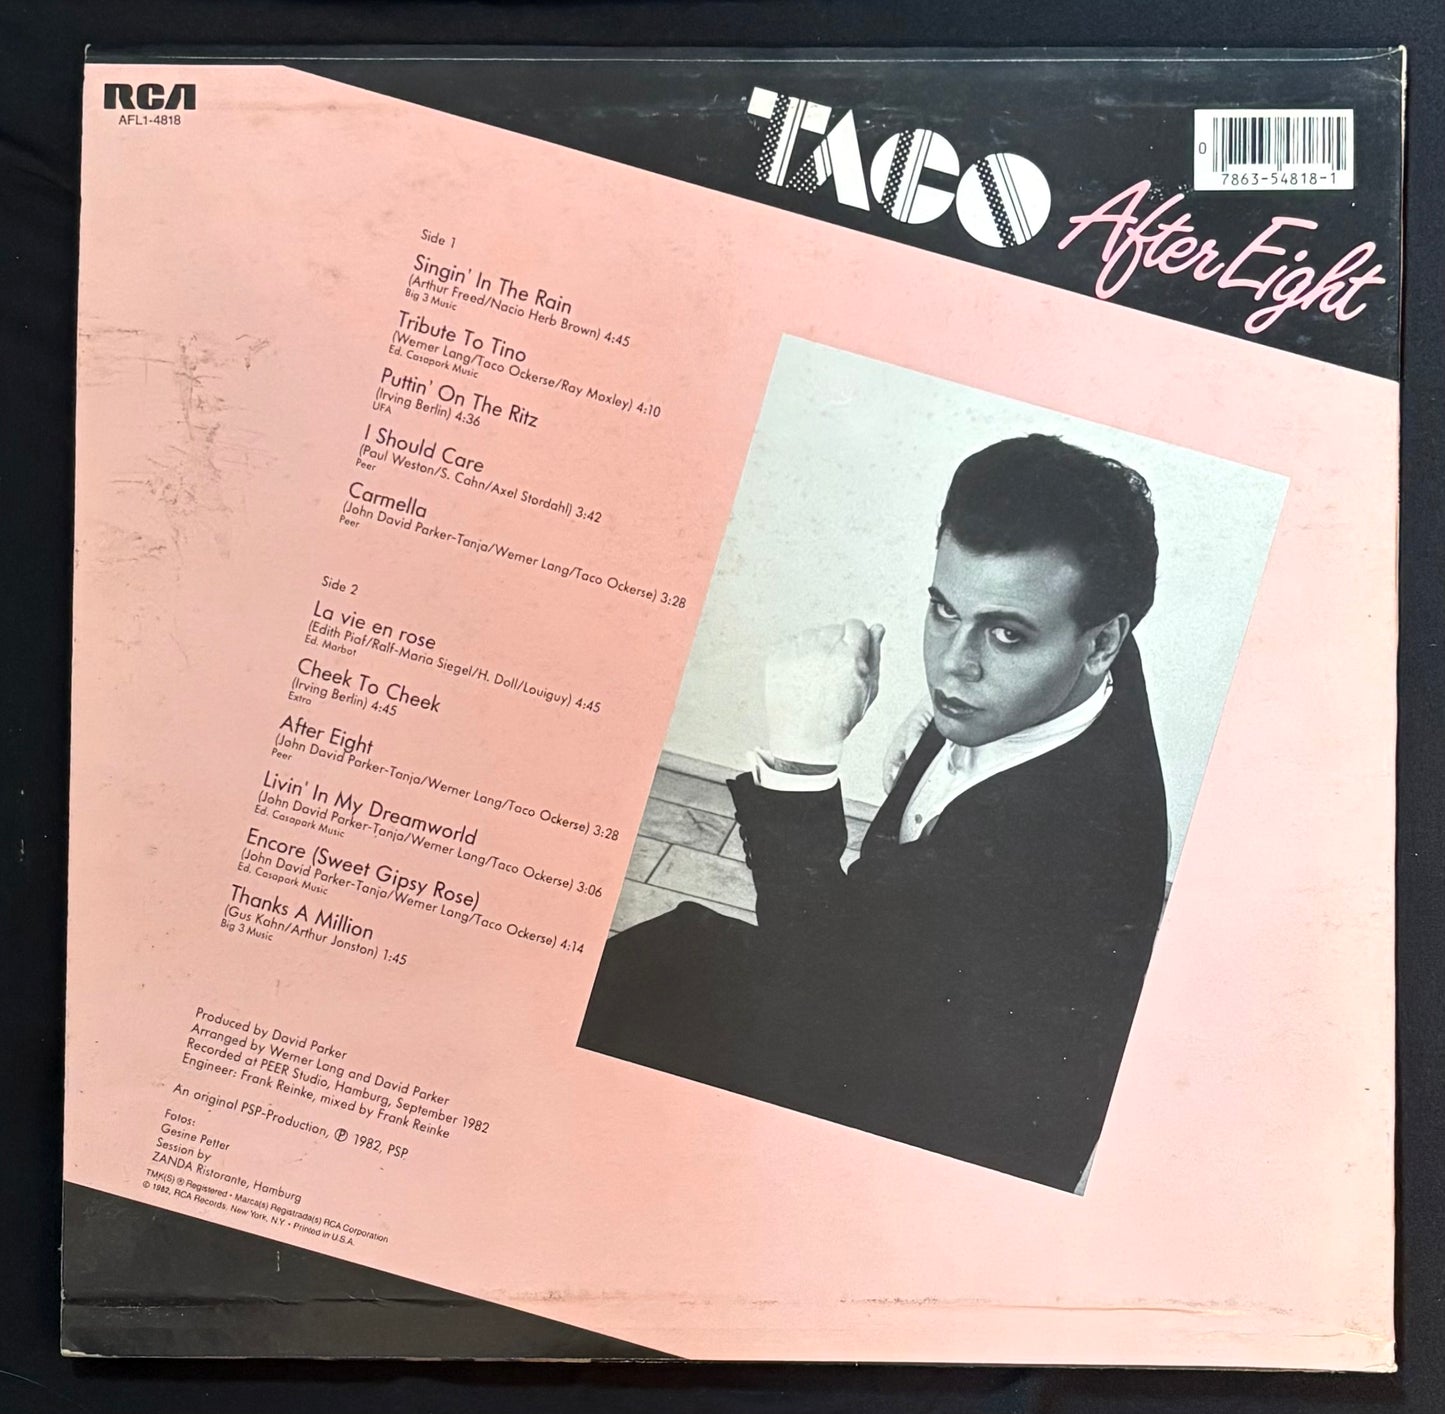 RCA
AFL1-4818
TACO
After Eight
0
7863-54818-1
Side 1
Singin' In The Rain
(Arthur Freed/Nacio Herb Brown) 4:45
Big 3 Music
Tribute To Tino
(Werner Lang/Taco Ockerse/Ray Moxley) 4:10
Ed. Casapark Music
Puttin' On The Ritz
(Irving Berlin) 4:36
UFA
I Should Care
(Paul Weston/S. Cahn/Axel Stordahl) 3:42
Peer
Carmella
(John David Parker-Tanja/Werner Lang/Taco Ockerse) 3:28
Peer
Side 2
La vie en rose
(Edith Piaf/Ralf-Maria Siegel/H. Doll/Louiguy) 4:45
Ed. Marbot
Cheek To Cheek
(Irving Berlin) 4:45
Extra
After Eight
(John David Parker-Tanja/Werner Lang/Taco Ockerse) 3:28
Peer
Livin' In My Dreamworld
(John David Parker-Tanja/Werner Lang/Taco Ockerse) 3:06
Ed. Casapark Music
Encore (Sweet Gipsy Rose)
(John David Parker-Tanja/Werner Lang/Taco Ockerse) 4:14
Ed. Casapark Music
Thanks A Million
(Gus Kahn/Arthur Jonston) 1:45
Big 3 Music
Produced by David Parker
Arranged by Werner Lang and David Parker
Recorded at PEER Studio, Hamburg, September 1982
Engineer: Frank Reinke, mixed by Frank Reinke
An original PSP-Production, ℗ 1982, PSP
Fotos:
Gesine Petter
Session by
ZANDA Ristorante, Hamburg
TMK(S) ® Registered • Marca(s) Registrada(s) RCA Corporation
© 1982, RCA Records, New York, N.Y. • Printed in U.S.A.